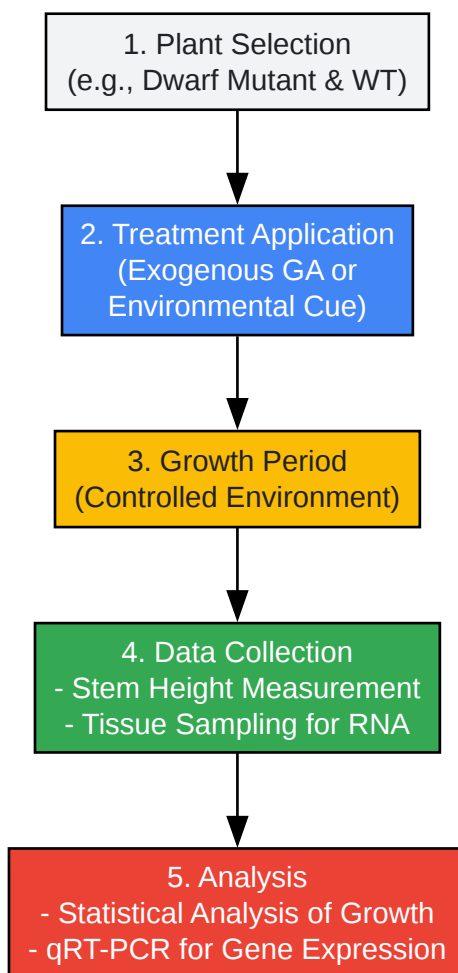 1. Plant Selection
(e.g., Dwarf Mutant & WT)
2. Treatment Application
(Exogenous GA or
Environmental Cue)
3. Growth Period
(Controlled Environment)
4. Data Collection
- Stem Height Measurement
- Tissue Sampling for RNA
5. Analysis
- Statistical Analysis of Growth
- qRT-PCR for Gene Expression